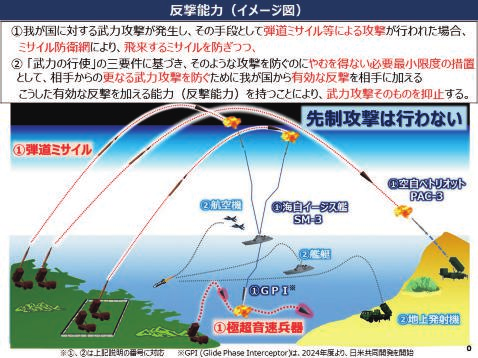 反撃能力（イメージ図）
①我が国に対する武力攻撃が発生し、その手段として弾道ミサイル等による攻撃が行われた場合、
ミサイル防衛網により、飛来するミサイルを防ぎつつ、
②「武力の行使」の三要件に基づき、そのような攻撃を防ぐのにやむを得ない必要最小限度の措置
として、相手からの更なる武力攻撃を防ぐために我が国から有効な反撃を相手に加える
こうした有効な反撃を加える能力（反撃能力）を持つことにより、武力攻撃そのものを抑止する。
先制攻撃は行わない
①弾道ミサイル
①空自ペトリオット
PAC-3
②航空機
①海自イージス艦
SM-3
②艦艇
①GPI※
①極超音速兵器
②地上発射機
※①、②は上記説明の番号に対応 ※GPI（Glide Phase Interceptor)は、2024年度より、日米共同開発を開始
0